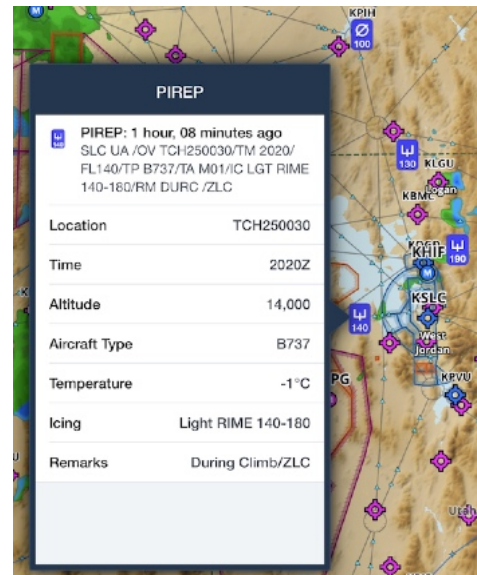 KPIH
100
PIREP
140
PIREP: 1 hour, 08 minutes ago
SLC UA /OV TCH250030/TM 2020/
FL140/TP B737/TA M01/IC LGT RIME
140-180/RM DURC /ZLC
Location TCH250030
Time 2020Z
Altitude 14,000
Aircraft Type B737
Temperature -1°C
Icing Light RIME 140-180
Remarks During Climb/ZLC
130
KLGU
Logan
KBMC
KHIF
190
M
M
KSLC
140
West
Jordan
PG
KPVU
Utah